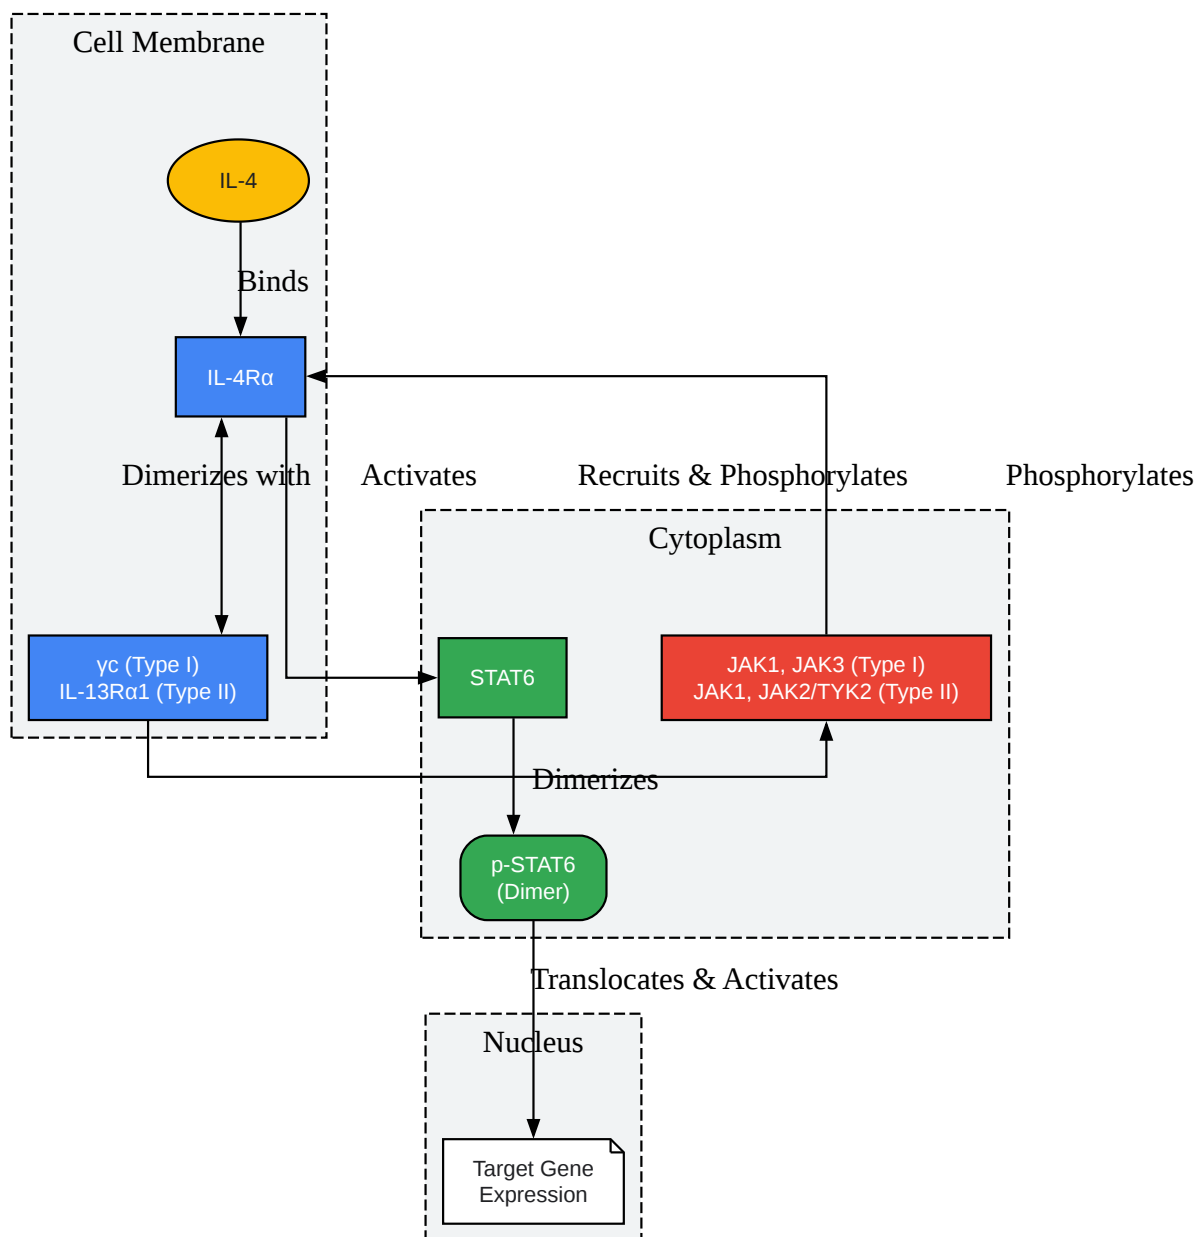 Cell Membrane
IL-4
Binds
IL-4Rα
Dimerizes with
Activates
Recruits & Phosphorylates
Phosphorylates
Cytoplasm
γc (Type I)
IL-13Rα1 (Type II)
STAT6
JAK1, JAK3 (Type I)
JAK1, JAK2/TYK2 (Type II)
Dimerizes
p-STAT6
(Dimer)
Translocates & Activates
Nucleus
Target Gene
Expression